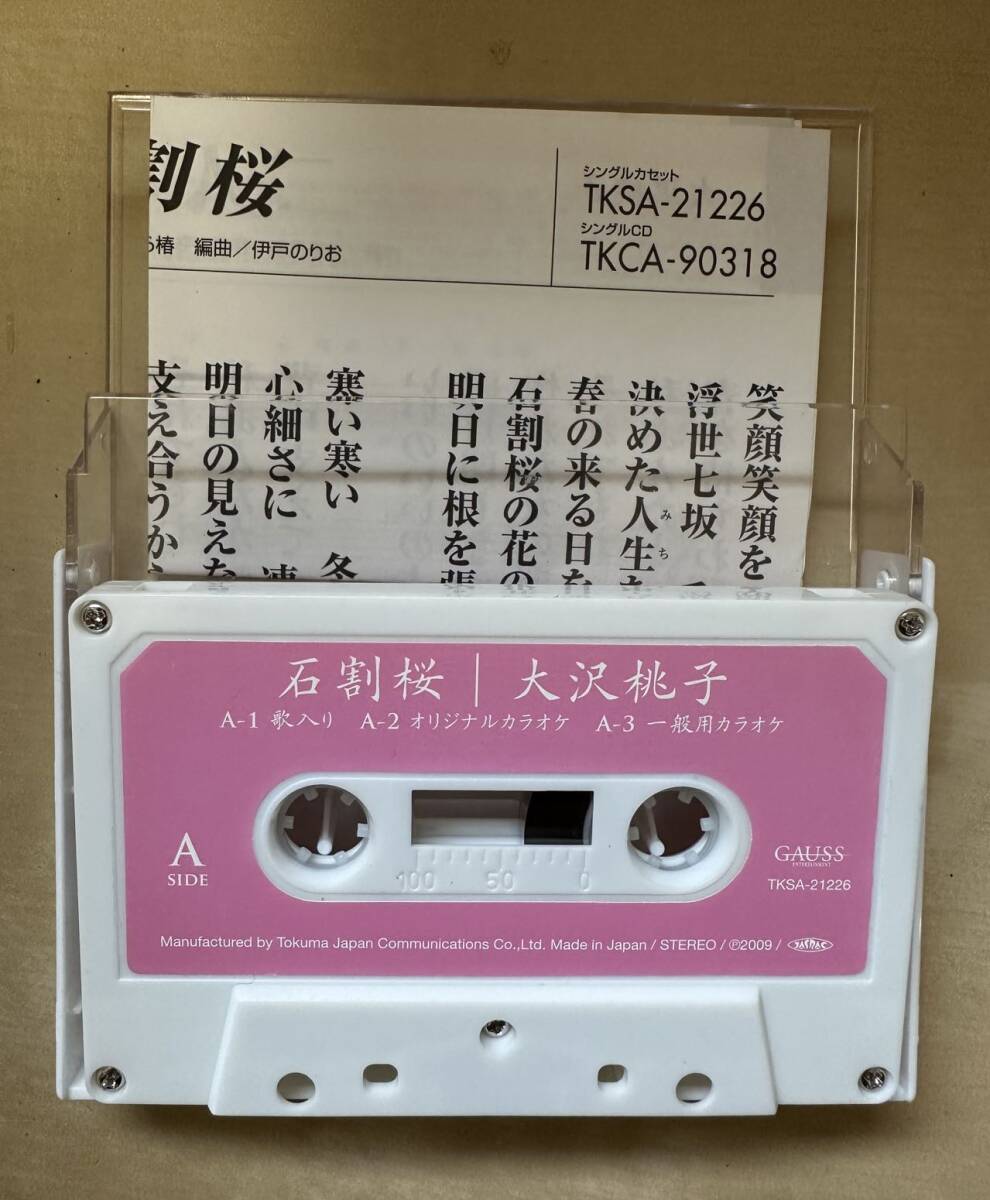 割桜
シングルカセット
TKSA-21226
シングルCD
TKCA-90318
椿 編曲／伊戸のりお
笑顔笑顔を
浮世七坂
決めた人生を
みち
春の来る日を
石割桜の花の
明日に根を張
寒い寒い 冬
心細さに 凍
明日の見えな
支え合うから
石割桜 | 大沢桃子
A-1 歌入り A-2 オリジナルカラオケ A-3 一般用カラオケ
A
SIDE
100 50 0
GAUSS
ENTERTAINMENT
TKSA-21226
Manufactured by Tokuma Japan Communications Co.,Ltd. Made in Japan / STEREO / ℗2009 /
JASRAC